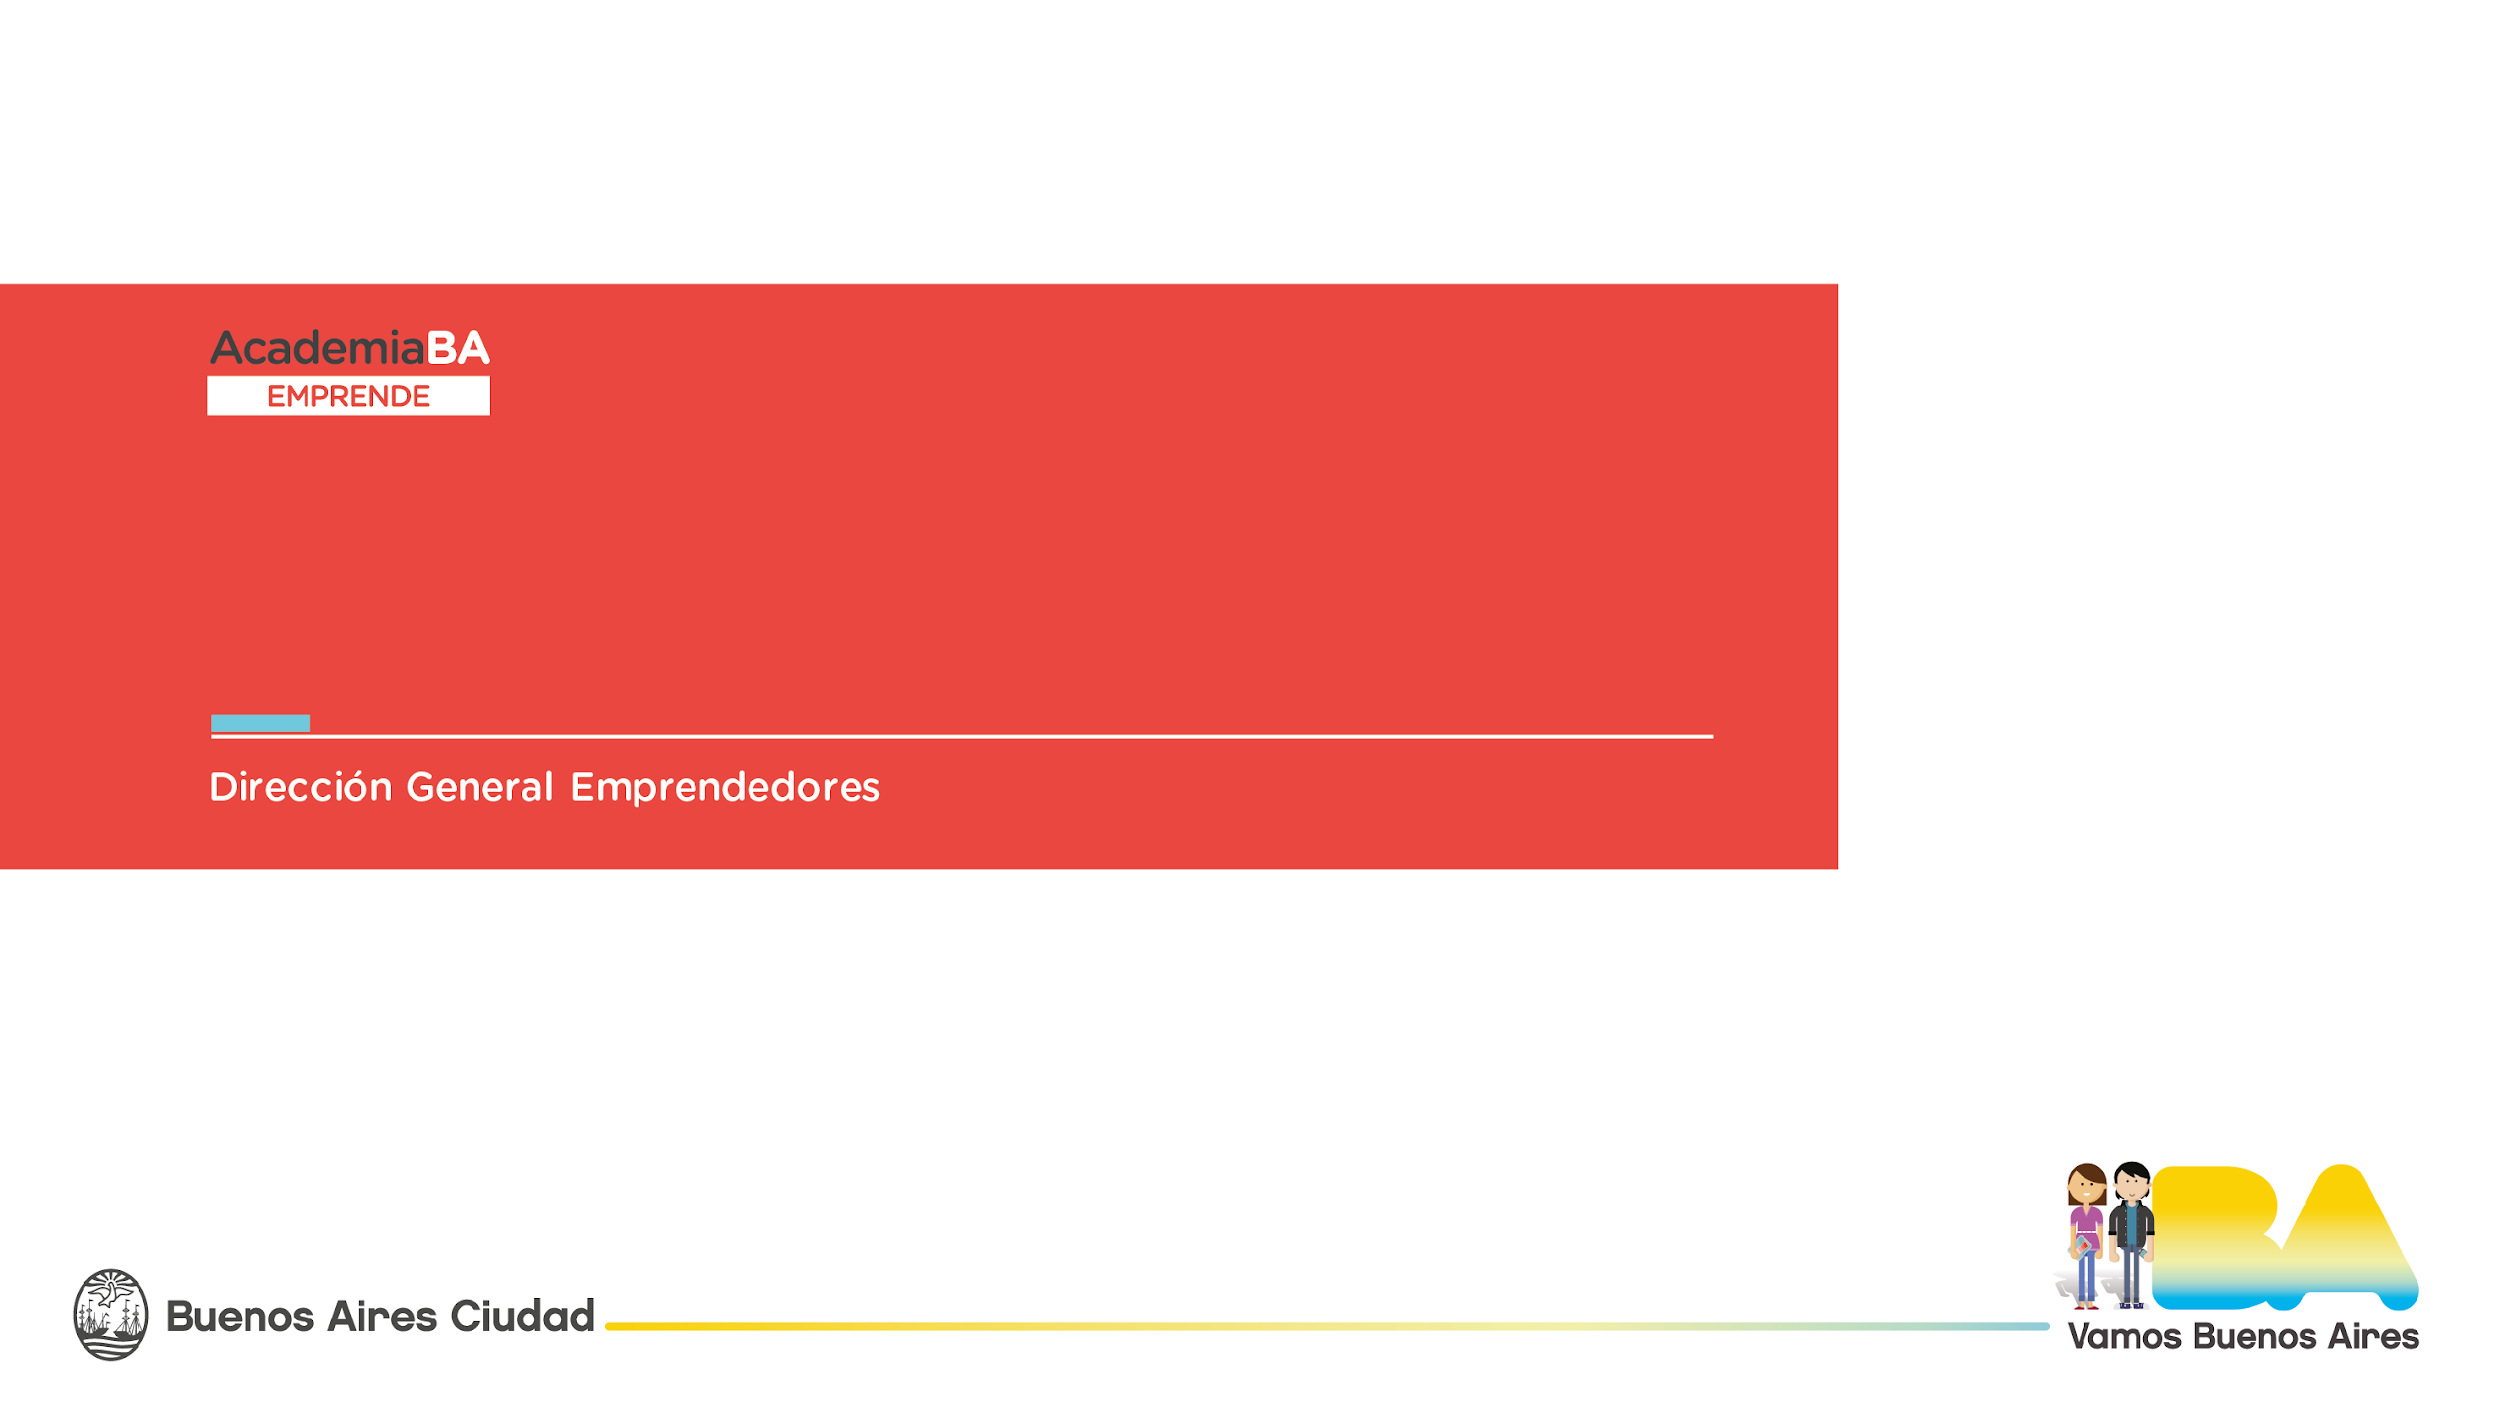 AcademiaBA
EMPRENDE
Dirección General Emprendedores
Buenos Aires Ciudad
BA
Vamos Buenos Aires